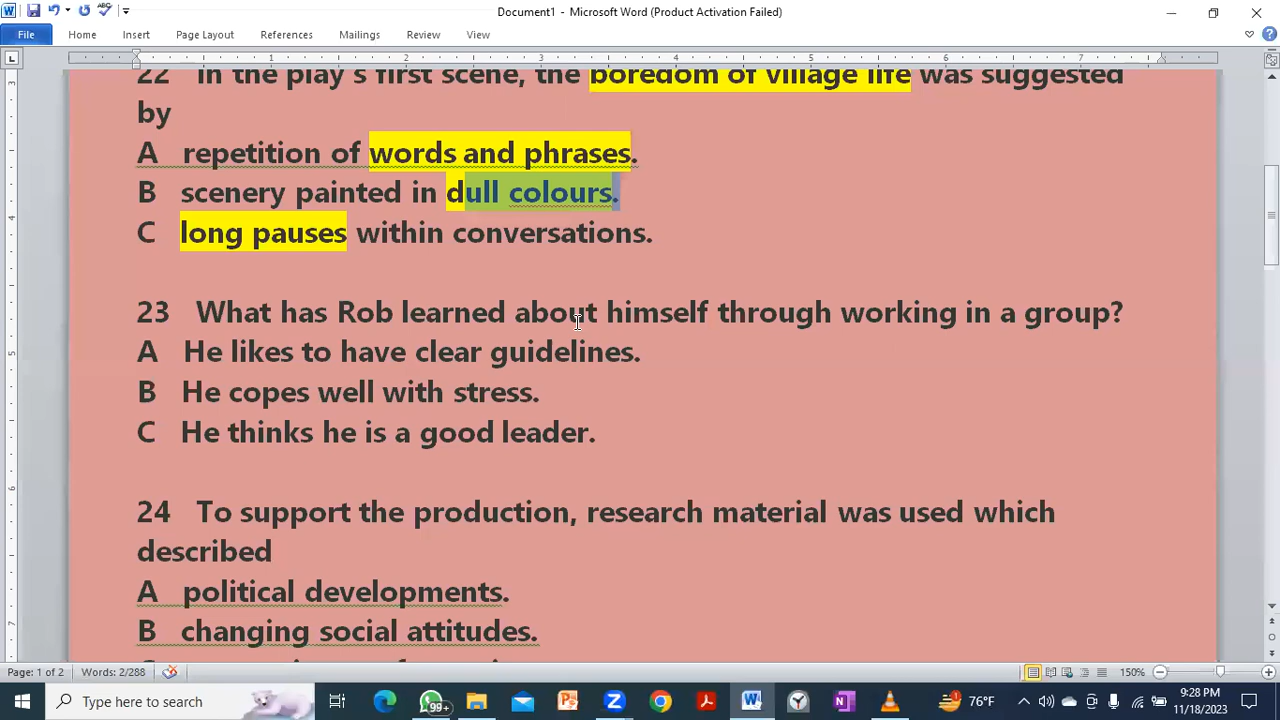 Document1 - Microsoft Word (Product Activation Failed)
File Home Insert Page Layout References Mailings Review View
22 In the play's first scene, the boredom of village life was suggested
by
A repetition of words and phrases.
B scenery painted in dull colours.
C long pauses within conversations.
23 What has Rob learned about himself through working in a group?
A He likes to have clear guidelines.
B He copes well with stress.
C He thinks he is a good leader.
24 To support the production, research material was used which
described
A political developments.
B changing social attitudes.
Page: 1 of 2 Words: 2/288 150%
Type here to search 99+ 76°F 9:28 PM
11/18/2023